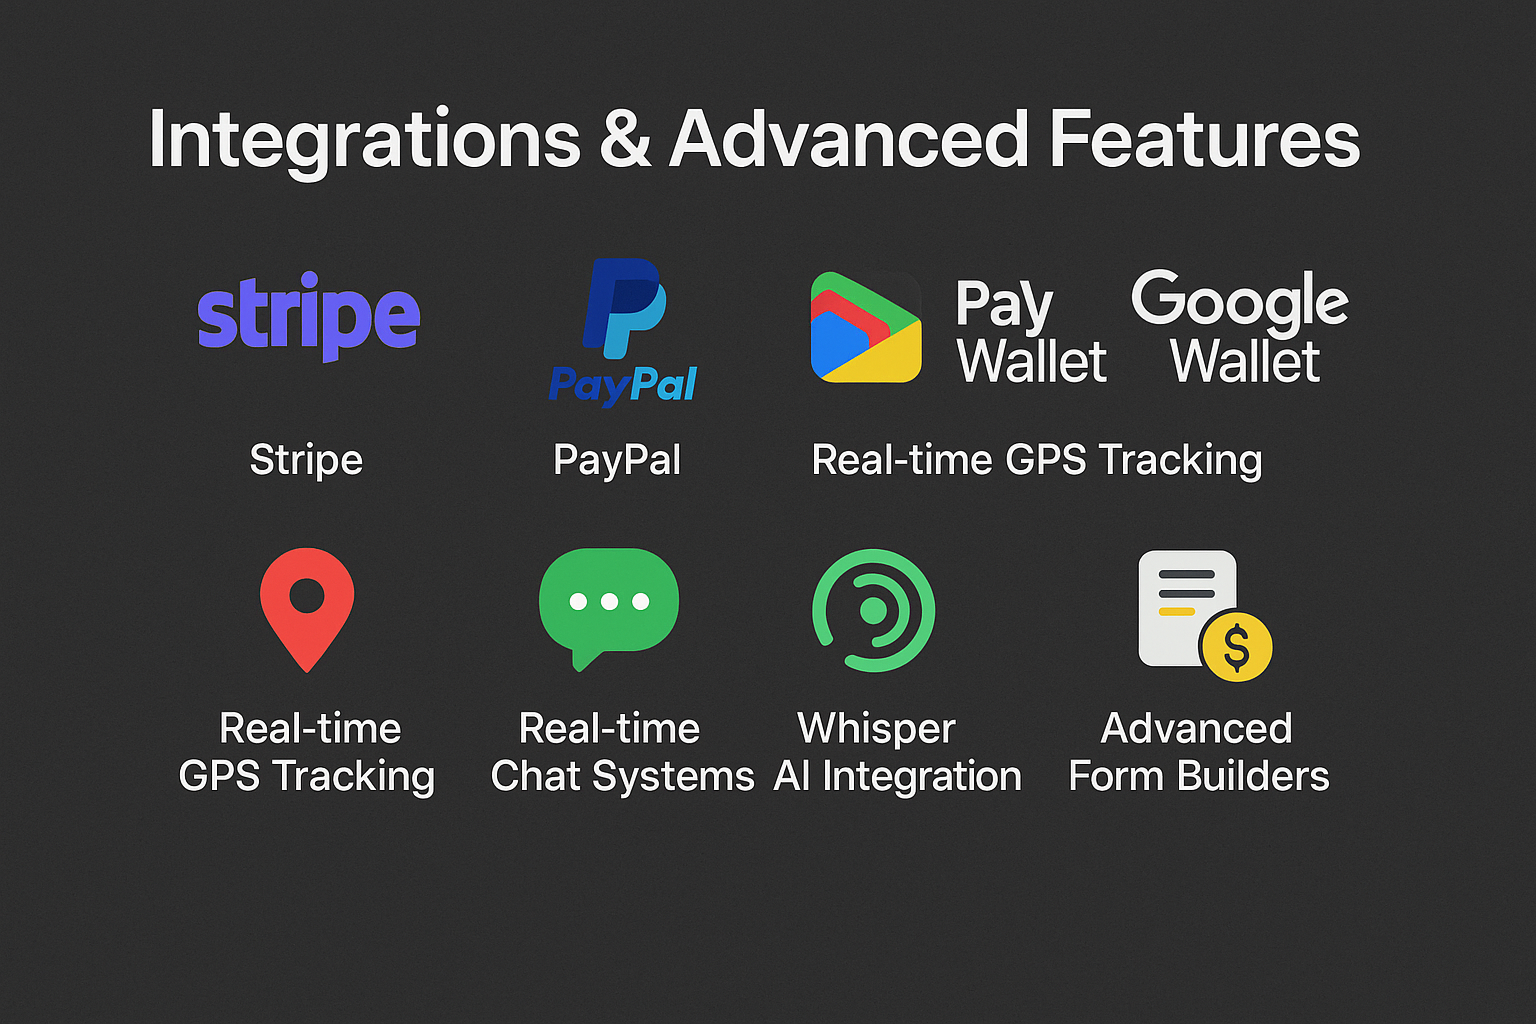 Integrations & Advanced Features
stripe
PayPal
Pay
Wallet
Google
Wallet
Stripe
PayPal
Real-time GPS Tracking
$
Real-time
GPS Tracking
Real-time
Chat Systems
Whisper
AI Integration
Advanced
Form Builders